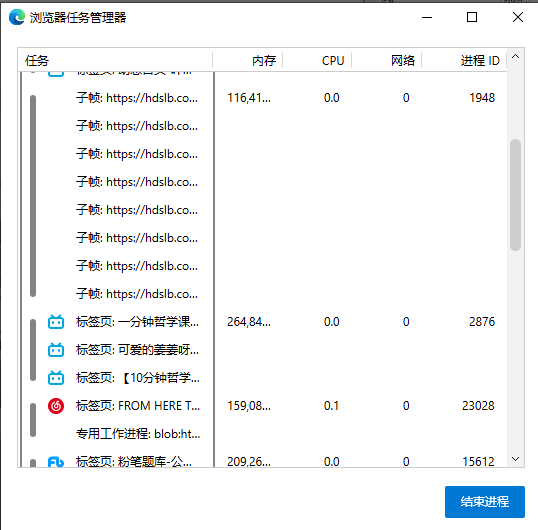 浏览器任务管理器
任务 内存 CPU 网络 进程 ID
子帧: https://hdslb.co... 116,41... 0.0 0 1948
子帧: https://hdslb.co...
子帧: https://hdslb.co...
子帧: https://hdslb.co...
子帧: https://hdslb.co...
子帧: https://hdslb.co...
子帧: https://hdslb.co...
子帧: https://hdslb.co...
标签页: 一分钟哲学课... 264,84... 0.0 0 2876
标签页: 可爱的姜姜呀...
标签页: 【10分钟哲学...
标签页: FROM HERE T... 159,08... 0.1 0 23028
专用工作进程: blob:ht...
标签页: 粉笔题库-公... 209,26... 0.0 0 15612
结束进程